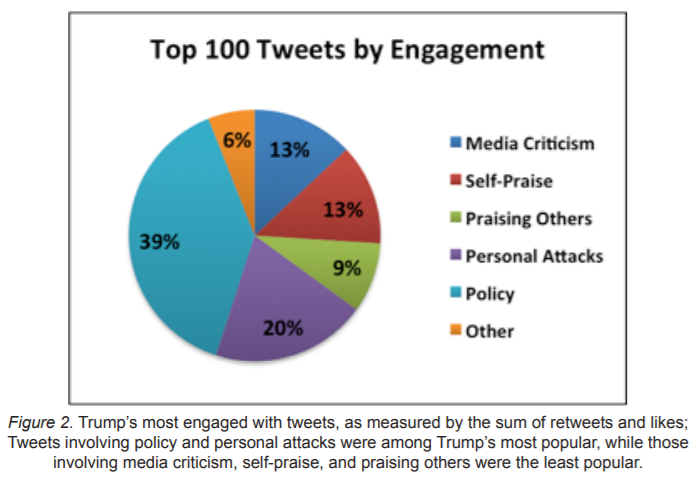 Top 100 Tweets by Engagement
6%
13%
13%
39%
9%
20%
Media Criticism
Self-Praise
Praising Others
Personal Attacks
Policy
Other
Figure 2. Trump’s most engaged with tweets, as measured by the sum of retweets and likes;
Tweets involving policy and personal attacks were among Trump’s most popular, while those
involving media criticism, self-praise, and praising others were the least popular.